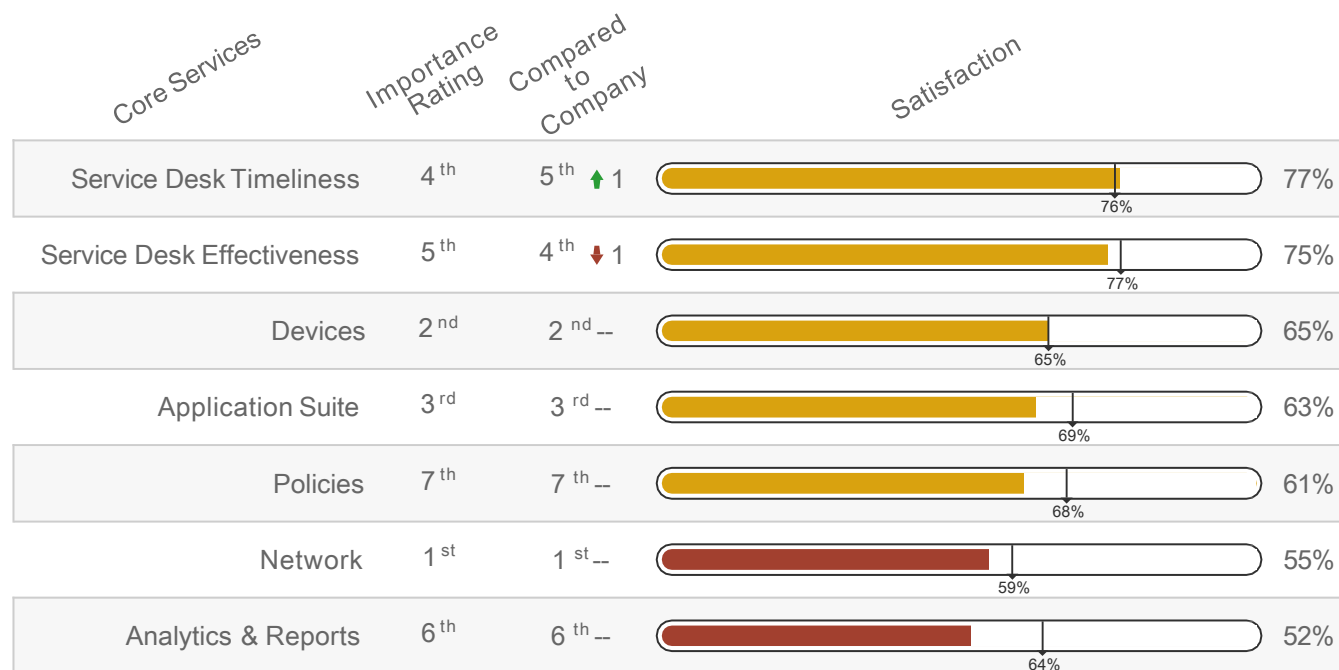 Core Services
Importance
Rating
Compared
to
Company
Satisfaction
Service Desk Timeliness 4th 5th 1 77%
76%
Service Desk Effectiveness 5th 4th 1 75%
77%
Devices 2nd 2nd -- 65%
65%
Application Suite 3rd 3rd -- 63%
69%
Policies 7th 7th -- 61%
68%
Network 1st 1st -- 55%
59%
Analytics & Reports 6th 6th -- 52%
64%